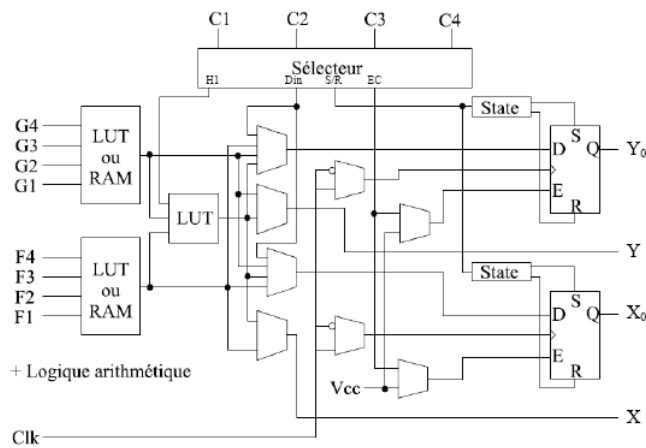 C1 C2 C3 C4
Sélecteur
H1 Din S/R EC
State
G4
G3
G2
G1
LUT
ou
RAM
S
D Q
E
R
Y₀
LUT
Y
F4
F3
F2
F1
LUT
ou
RAM
State
S
D Q
E
R
X₀
+ Logique arithmétique
Vcc
X
Clk